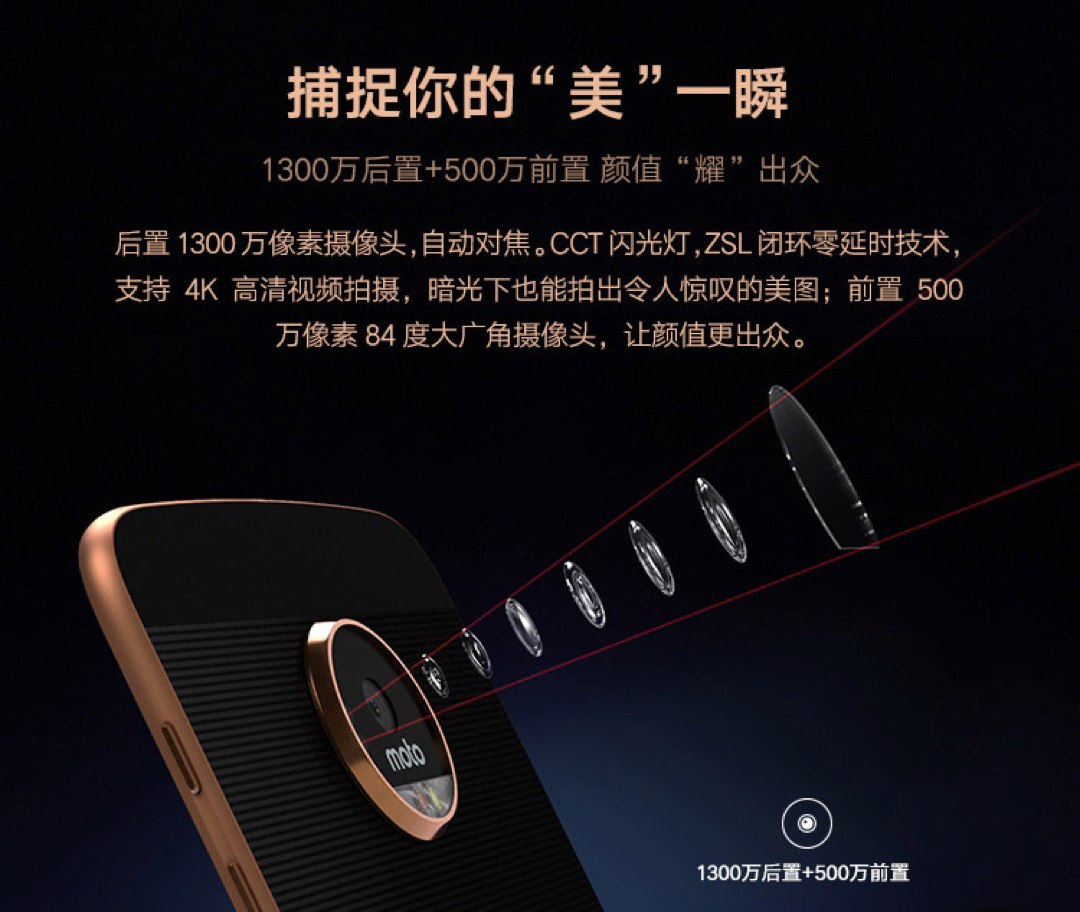 捕捉你的“美”一瞬
1300万后置+500万前置 颜值“耀”出众
后置 1300 万像素摄像头,自动对焦。CCT 闪光灯,ZSL 闭环零延时技术,
支持 4K 高清视频拍摄，暗光下也能拍出令人惊叹的美图；前置 500
万像素 84 度大广角摄像头，让颜值更出众。
moto
1300万后置+500万前置